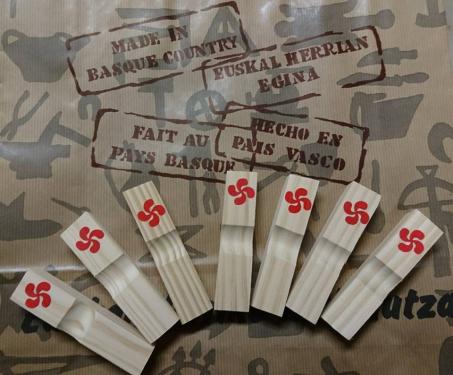 MADE IN
BASQUE COUNTRY
EUSKAL HERRIAN
EGINA
FAIT AU
PAYS BASQUE
HECHO EN
PAIS VASCO